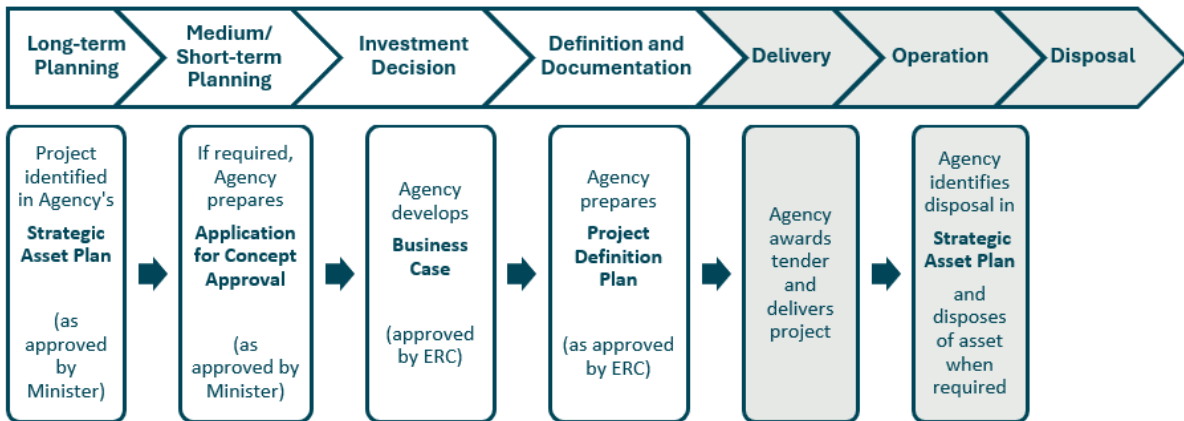 Long-term
Planning
Medium/
Short-term
Planning
Investment
Decision
Definition and
Documentation
Delivery
Operation
Disposal
Project
identified
in Agency's
Strategic
Asset Plan
(as
approved
by
Minister)
If required,
Agency
prepares
Application
for Concept
Approval
(as
approved by
Minister)
Agency
develops
Business
Case
(approved
by ERC)
Agency
prepares
Project
Definition
Plan
(as approved
by ERC)
Agency
awards
tender
and
delivers
project
Agency
identifies
disposal in
Strategic
Asset Plan
and
disposes
of asset
when
required